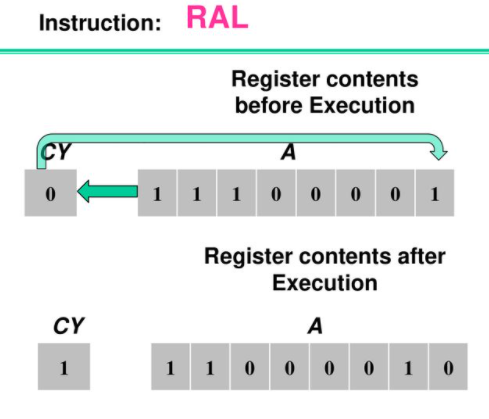 Instruction: RAL
Register contents
before Execution
CY A
0 1 1 1 0 0 0 0 1
Register contents after
Execution
CY A
1 1 1 0 0 0 0 1 0